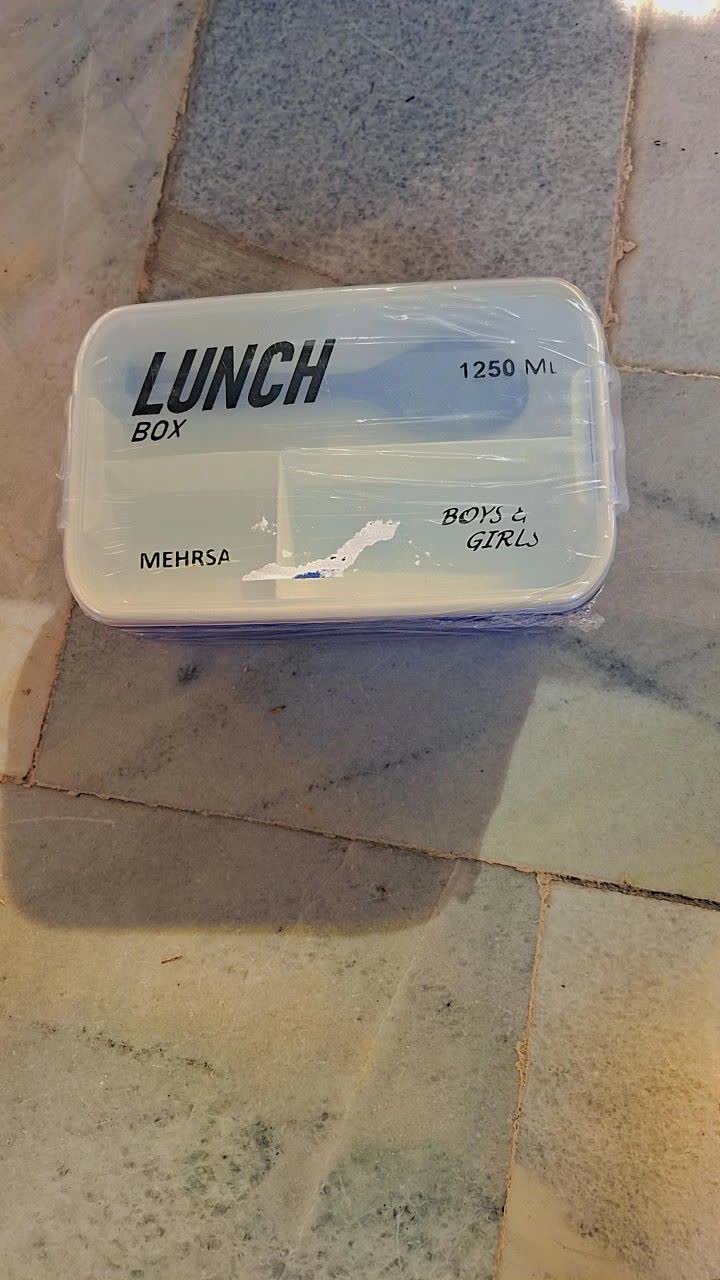 LUNCH
BOX
1250 ML
MEHRSA
BOYS &
GIRLS